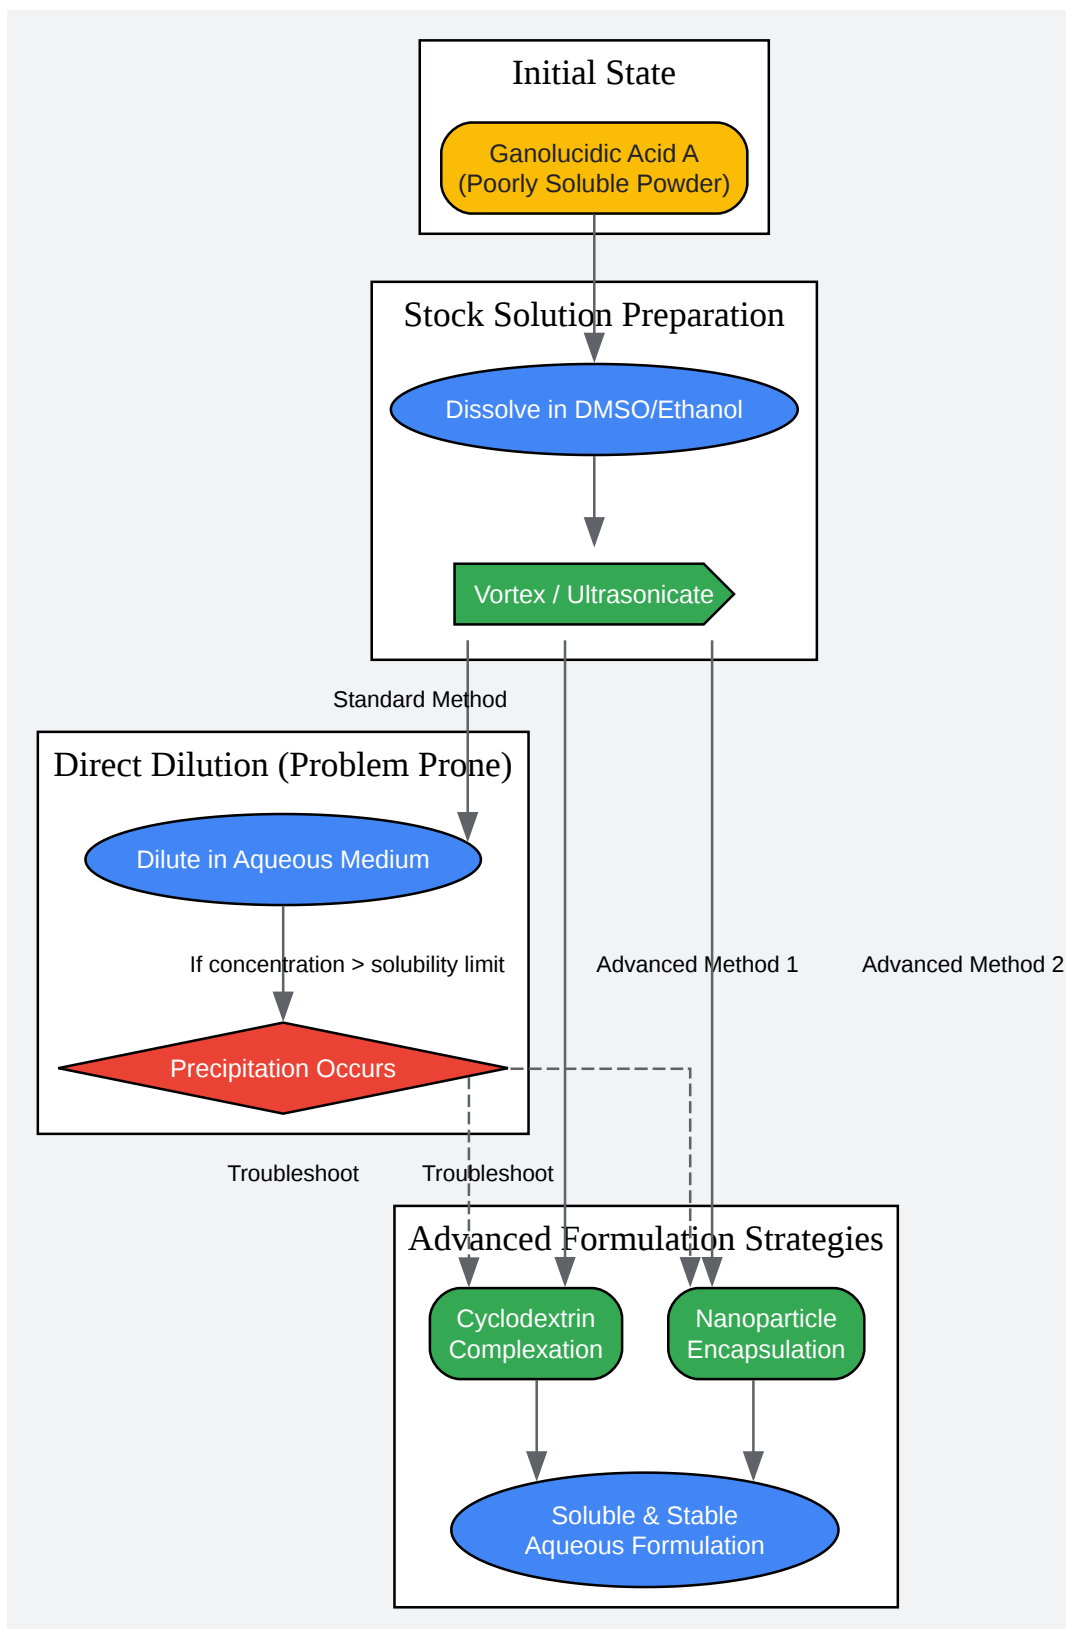 Initial State
Ganolucidic Acid A
(Poorly Soluble Powder)
Stock Solution Preparation
Dissolve in DMSO/Ethanol
Vortex / Ultrasonicate
Standard Method
Direct Dilution (Problem Prone)
Dilute in Aqueous Medium
If concentration > solubility limit
Advanced Method 1
Advanced Method 2
Precipitation Occurs
Troubleshoot
Troubleshoot
Advanced Formulation Strategies
Cyclodextrin
Complexation
Nanoparticle
Encapsulation
Soluble & Stable
Aqueous Formulation